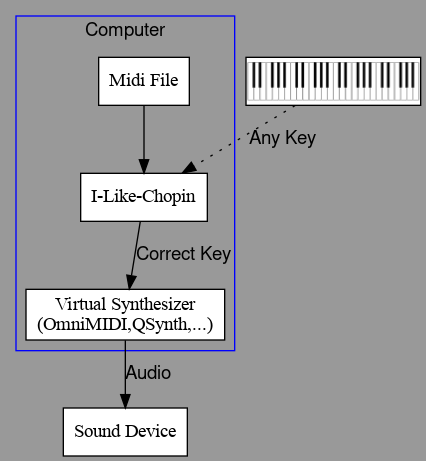 Computer
Midi File
Any Key
I-Like-Chopin
Correct Key
Virtual Synthesizer
(OmniMIDI,QSynth,...)
Audio
Sound Device